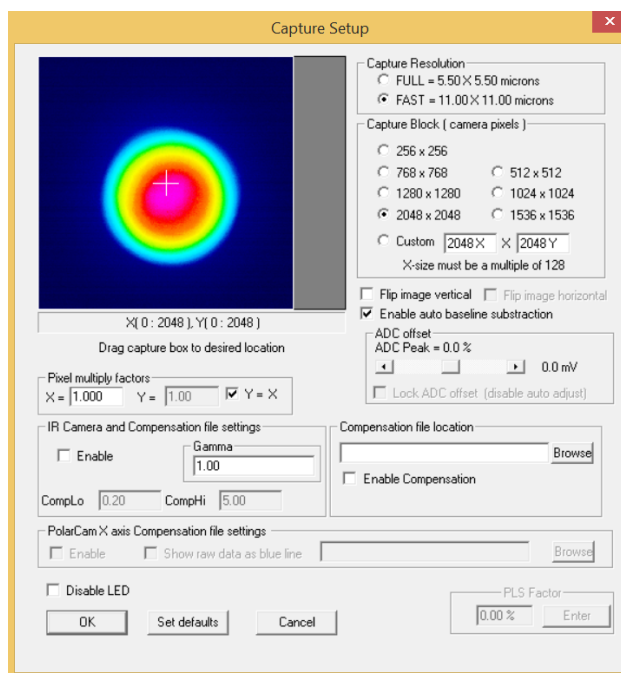 Capture Setup
Capture Resolution
FULL = 5.50 X 5.50 microns
FAST = 11.00 X 11.00 microns
Capture Block ( camera pixels )
256 x 256
768 x 768 512 x 512
1280 x 1280 1024 x 1024
2048 x 2048 1536 x 1536
Custom 2048 X X 2048 Y
X-size must be a multiple of 128
X( 0 : 2048 ), Y( 0 : 2048 )
Drag capture box to desired location
Flip image vertical Flip image horizontal
Enable auto baseline substraction
ADC offset
ADC Peak = 0.0 %
0.0 mV
Lock ADC offset (disable auto adjust)
Pixel multiply factors
X = 1.000 Y = 1.00 Y = X
IR Camera and Compensation file settings
Enable
Gamma
1.00
CompLo 0.20 CompHi 5.00
Compensation file location
Browse
Enable Compensation
PolarCam X axis Compensation file settings
Enable Show raw data as blue line Browse
Disable LED
OK Set defaults Cancel
PLS Factor
0.00 % Enter